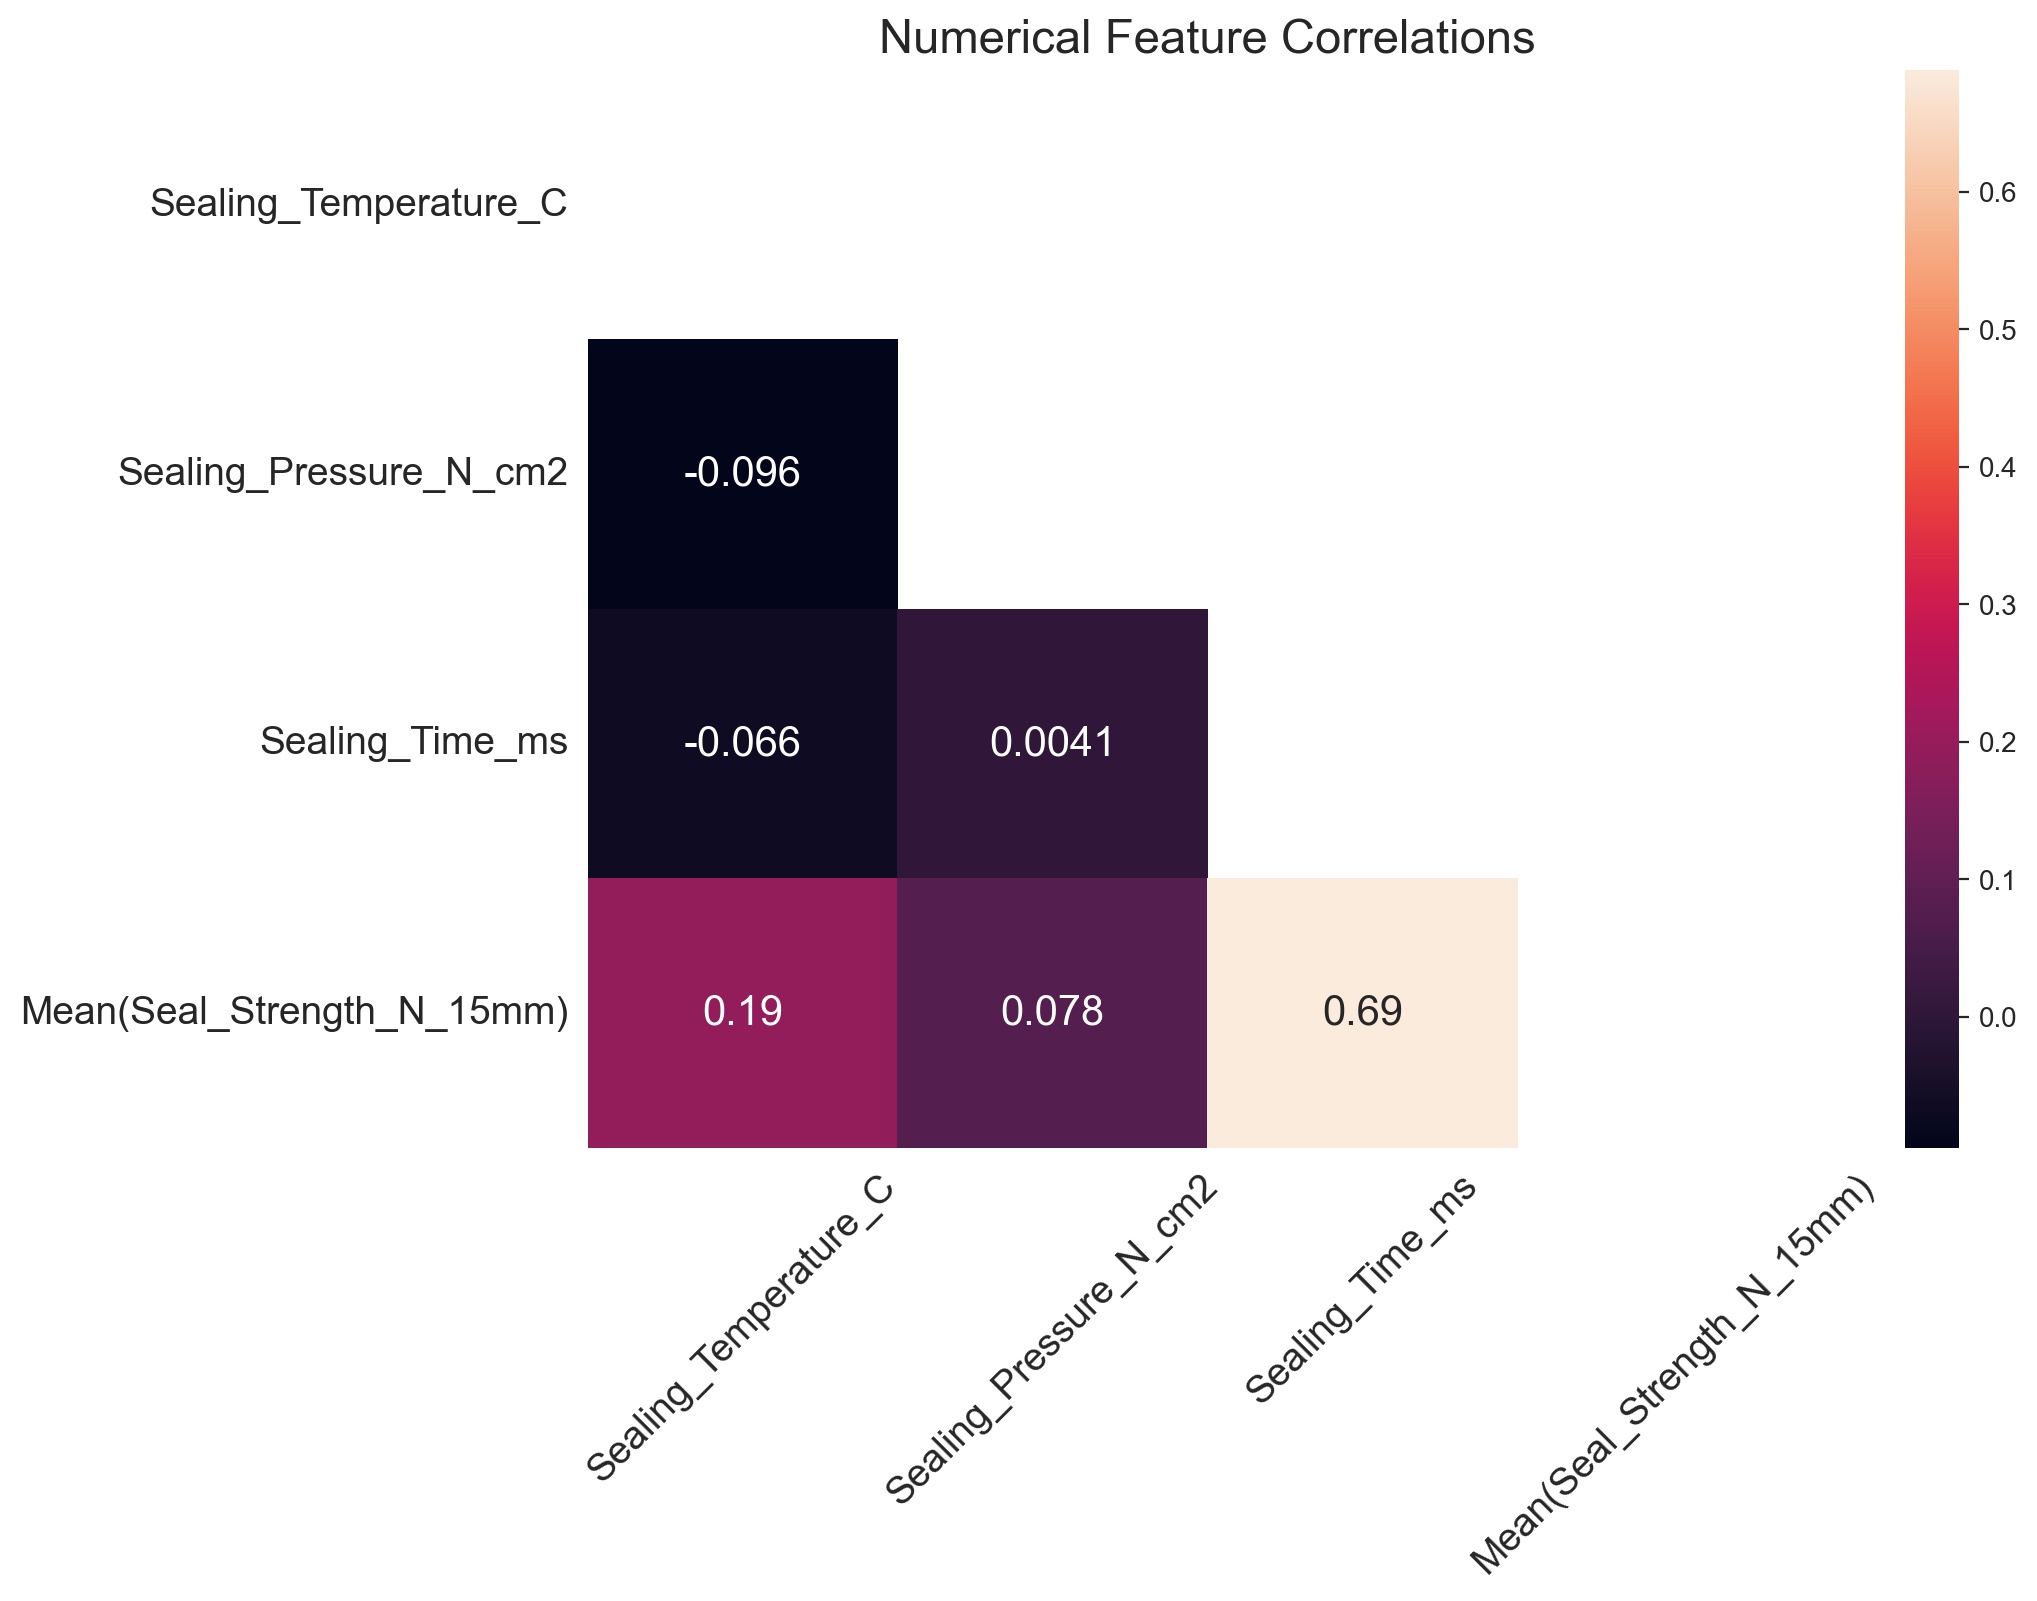 Numerical Feature Correlations
Sealing_Temperature_C
Sealing_Pressure_N_cm2
-0.096
Sealing_Time_ms
-0.066
0.0041
Mean(Seal_Strength_N_15mm)
0.19
0.078
0.69
Sealing_Temperature_C
Sealing_Pressure_N_cm2
Sealing_Time_ms
Mean(Seal_Strength_N_15mm)
0.6
0.5
0.4
0.3
0.2
0.1
0.0